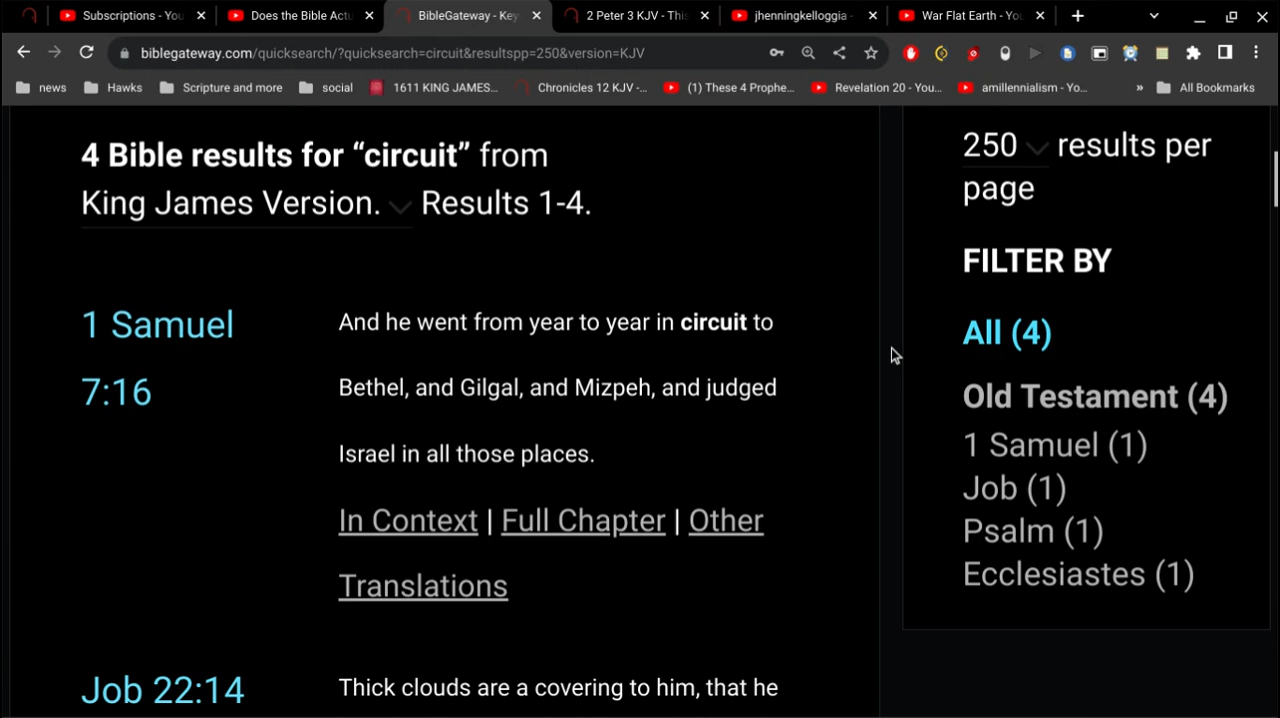 Subscriptions - You
Does the Bible Actu
BibleGateway - Key
2 Peter 3 KJV - This
jhenningkelloggia -
War Flat Earth - You
biblegateway.com/quicksearch/?quicksearch=circuit&resultspp=250&version=KJV
news
Hawks
Scripture and more
social
1611 KING JAMES...
Chronicles 12 KJV -...
(1) These 4 Prophe...
Revelation 20 - You...
amillennialism - Yo...
»
All Bookmarks
4 Bible results for “circuit” from
King James Version. Results 1-4.
1 Samuel
7:16
And he went from year to year in circuit to
Bethel, and Gilgal, and Mizpeh, and judged
Israel in all those places.
In Context | Full Chapter | Other
Translations
Job 22:14
Thick clouds are a covering to him, that he
250 results per
page
FILTER BY
All (4)
Old Testament (4)
1 Samuel (1)
Job (1)
Psalm (1)
Ecclesiastes (1)